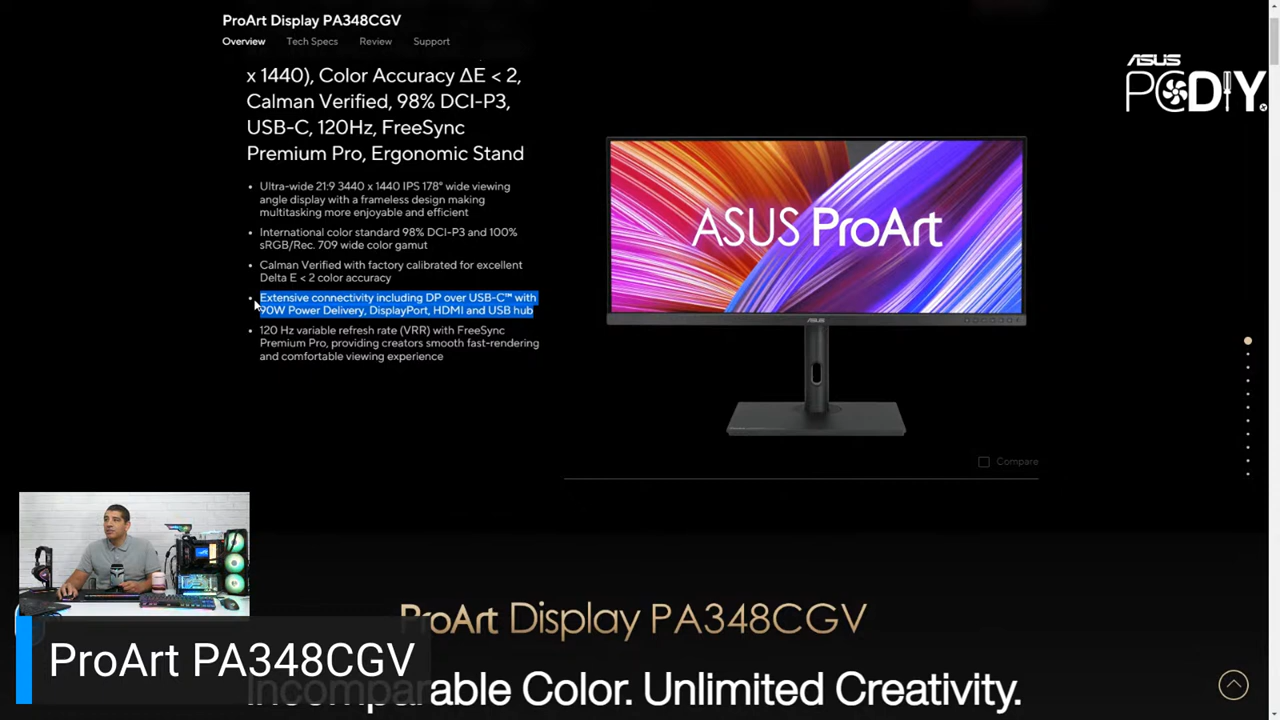 ProArt Display PA348CGV
Overview
Tech Specs
Review
Support
x 1440), Color Accuracy ΔE < 2,
Calman Verified, 98% DCI-P3,
USB-C, 120Hz, FreeSync
Premium Pro, Ergonomic Stand
• Ultra-wide 21:9 3440 x 1440 IPS 178° wide viewing
angle display with a frameless design making
multitasking more enjoyable and efficient
• International color standard 98% DCI-P3 and 100%
sRGB/Rec. 709 wide color gamut
• Calman Verified with factory calibrated for excellent
Delta E < 2 color accuracy
• Extensive connectivity including DP over USB-C™ with
90W Power Delivery, DisplayPort, HDMI and USB hub
• 120 Hz variable refresh rate (VRR) with FreeSync
Premium Pro, providing creators smooth fast-rendering
and comfortable viewing experience
ASUS ProArt
ASUS
Compare
ASUS
PCDIY.
ProArt Display PA348CGV
Incomparable Color. Unlimited Creativity.
ProArt PA348CGV